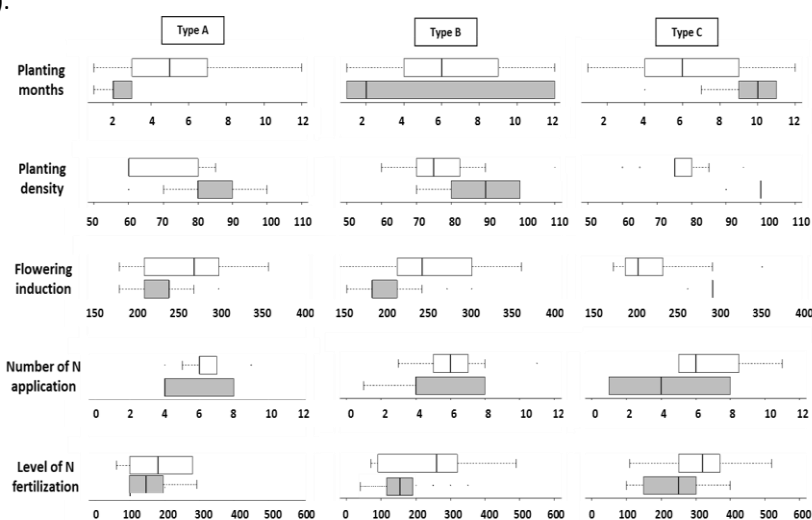 ).
Type A Type B Type C
Planting months
2 4 6 8 10 12 2 4 6 8 10 12 2 4 6 8 10 12
Planting density
50 60 70 80 90 100 110 50 60 70 80 90 100 110 50 60 70 80 90 100 110
Flowering induction
150 200 250 300 350 400 150 200 250 300 350 400 150 200 250 300 350 400
Number of N application
0 2 4 6 8 10 12 0 2 4 6 8 10 12 0 2 4 6 8 10 12
Level of N fertilization
0 100 200 300 400 500 600 0 100 200 300 400 500 600 0 100 200 300 400 500 600